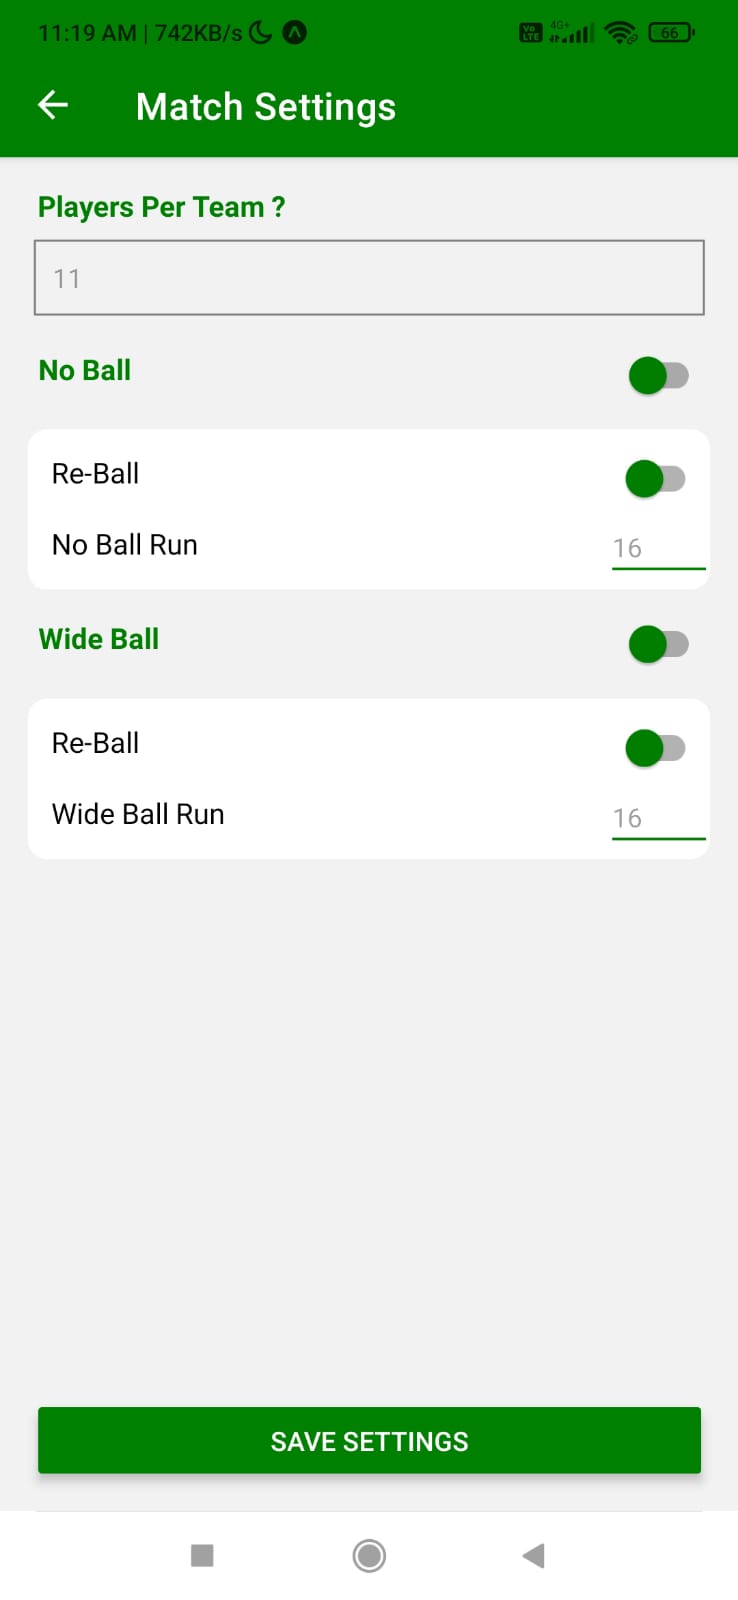 11:19 AM | 742KB/s
Vo LTE 4G+ 66
Match Settings
Players Per Team ?
11
No Ball
Re-Ball
No Ball Run 16
Wide Ball
Re-Ball
Wide Ball Run 16
SAVE SETTINGS